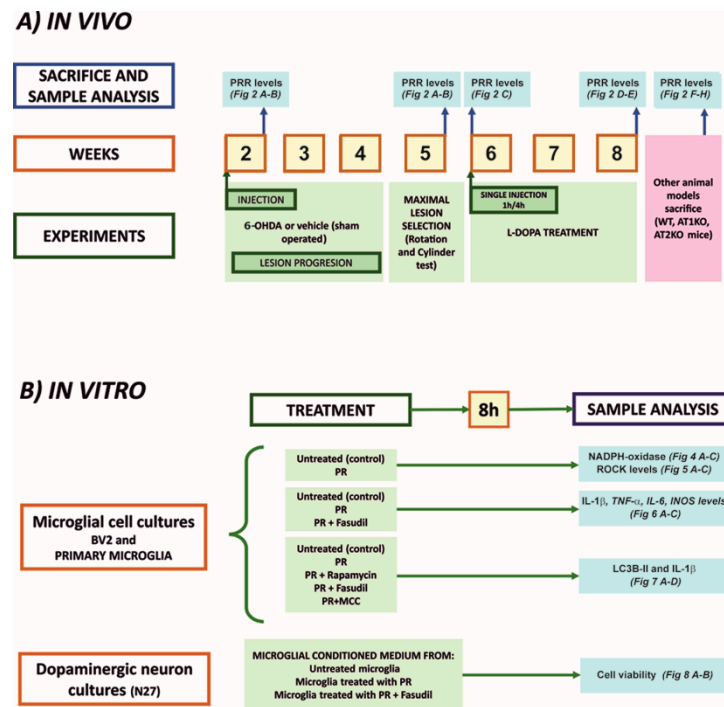 A) IN VIVO
SACRIFICE AND
SAMPLE ANALYSIS
PRR levels
(Fig 2 A-B)
PRR levels
(Fig 2 A-B)
PRR levels
(Fig 2 C)
PRR levels
(Fig 2 D-E)
PRR levels
(Fig 2 F-H)
WEEKS
2
3
4
5
6
7
8
EXPERIMENTS
INJECTION
6-OHDA or vehicle (sham
operated)
LESION PROGRESION
MAXIMAL
LESION
SELECTION
(Rotation
and Cylinder
test)
SINGLE INJECTION
1h/4h
L-DOPA TREATMENT
Other animal
models
sacrifice
(WT, AT1KO,
AT2KO mice)
B) IN VITRO
TREATMENT
8h
SAMPLE ANALYSIS
Microglial cell cultures
BV2 and
PRIMARY MICROGLIA
Untreated (control)
PR
NADPH-oxidase (Fig 4 A-C)
ROCK levels (Fig 5 A-C)
Untreated (control)
PR
PR + Fasudil
IL-1β, TNF-α, IL-6, INOS levels
(Fig 6 A-C)
Untreated (control)
PR
PR + Rapamycin
PR + Fasudil
PR+MCC
LC3B-II and IL-1β
(Fig 7 A-D)
Dopaminergic neuron
cultures (N27)
MICROGLIAL CONDITIONED MEDIUM FROM:
Untreated microglia
Microglia treated with PR
Microglia treated with PR + Fasudil
Cell viability (Fig 8 A-B)